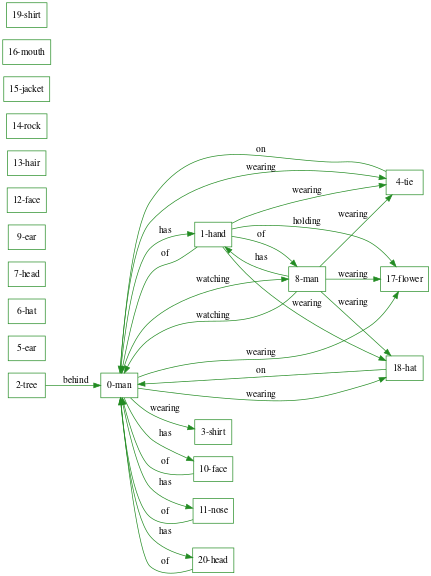 19-shirt
16-mouth
15-jacket
14-rock
13-hair
12-face
9-ear
7-head
6-hat
5-ear
2-tree
behind
0-man
on
wearing
4-tie
has
1-hand
wearing
holding
wearing
of
of
has
watching
8-man
wearing
17-flower
wearing
wearing
watching
wearing
on
18-hat
wearing
wearing
3-shirt
has
10-face
of
has
11-nose
of
has
20-head
of